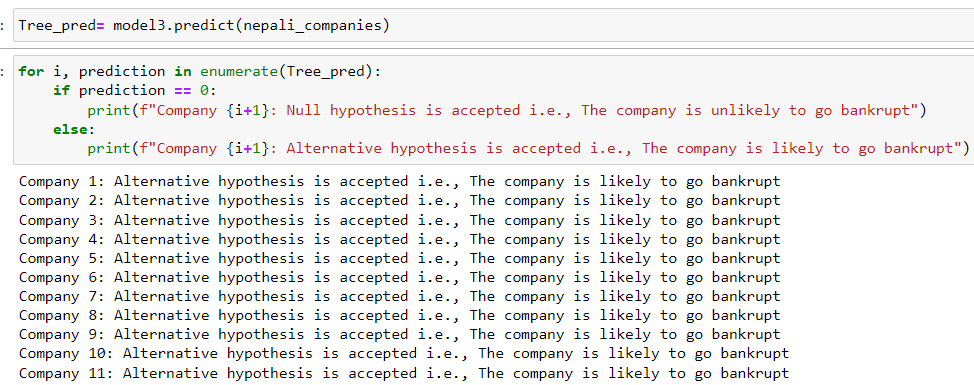 Tree_pred= model3.predict(nepali_companies)
for i, prediction in enumerate(Tree_pred):
    if prediction == 0:
        print(f"Company {i+1}: Null hypothesis is accepted i.e., The company is unlikely to go bankrupt")
    else:
        print(f"Company {i+1}: Alternative hypothesis is accepted i.e., The company is likely to go bankrupt")
Company 1: Alternative hypothesis is accepted i.e., The company is likely to go bankrupt
Company 2: Alternative hypothesis is accepted i.e., The company is likely to go bankrupt
Company 3: Alternative hypothesis is accepted i.e., The company is likely to go bankrupt
Company 4: Alternative hypothesis is accepted i.e., The company is likely to go bankrupt
Company 5: Alternative hypothesis is accepted i.e., The company is likely to go bankrupt
Company 6: Alternative hypothesis is accepted i.e., The company is likely to go bankrupt
Company 7: Alternative hypothesis is accepted i.e., The company is likely to go bankrupt
Company 8: Alternative hypothesis is accepted i.e., The company is likely to go bankrupt
Company 9: Alternative hypothesis is accepted i.e., The company is likely to go bankrupt
Company 10: Alternative hypothesis is accepted i.e., The company is likely to go bankrupt
Company 11: Alternative hypothesis is accepted i.e., The company is likely to go bankrupt